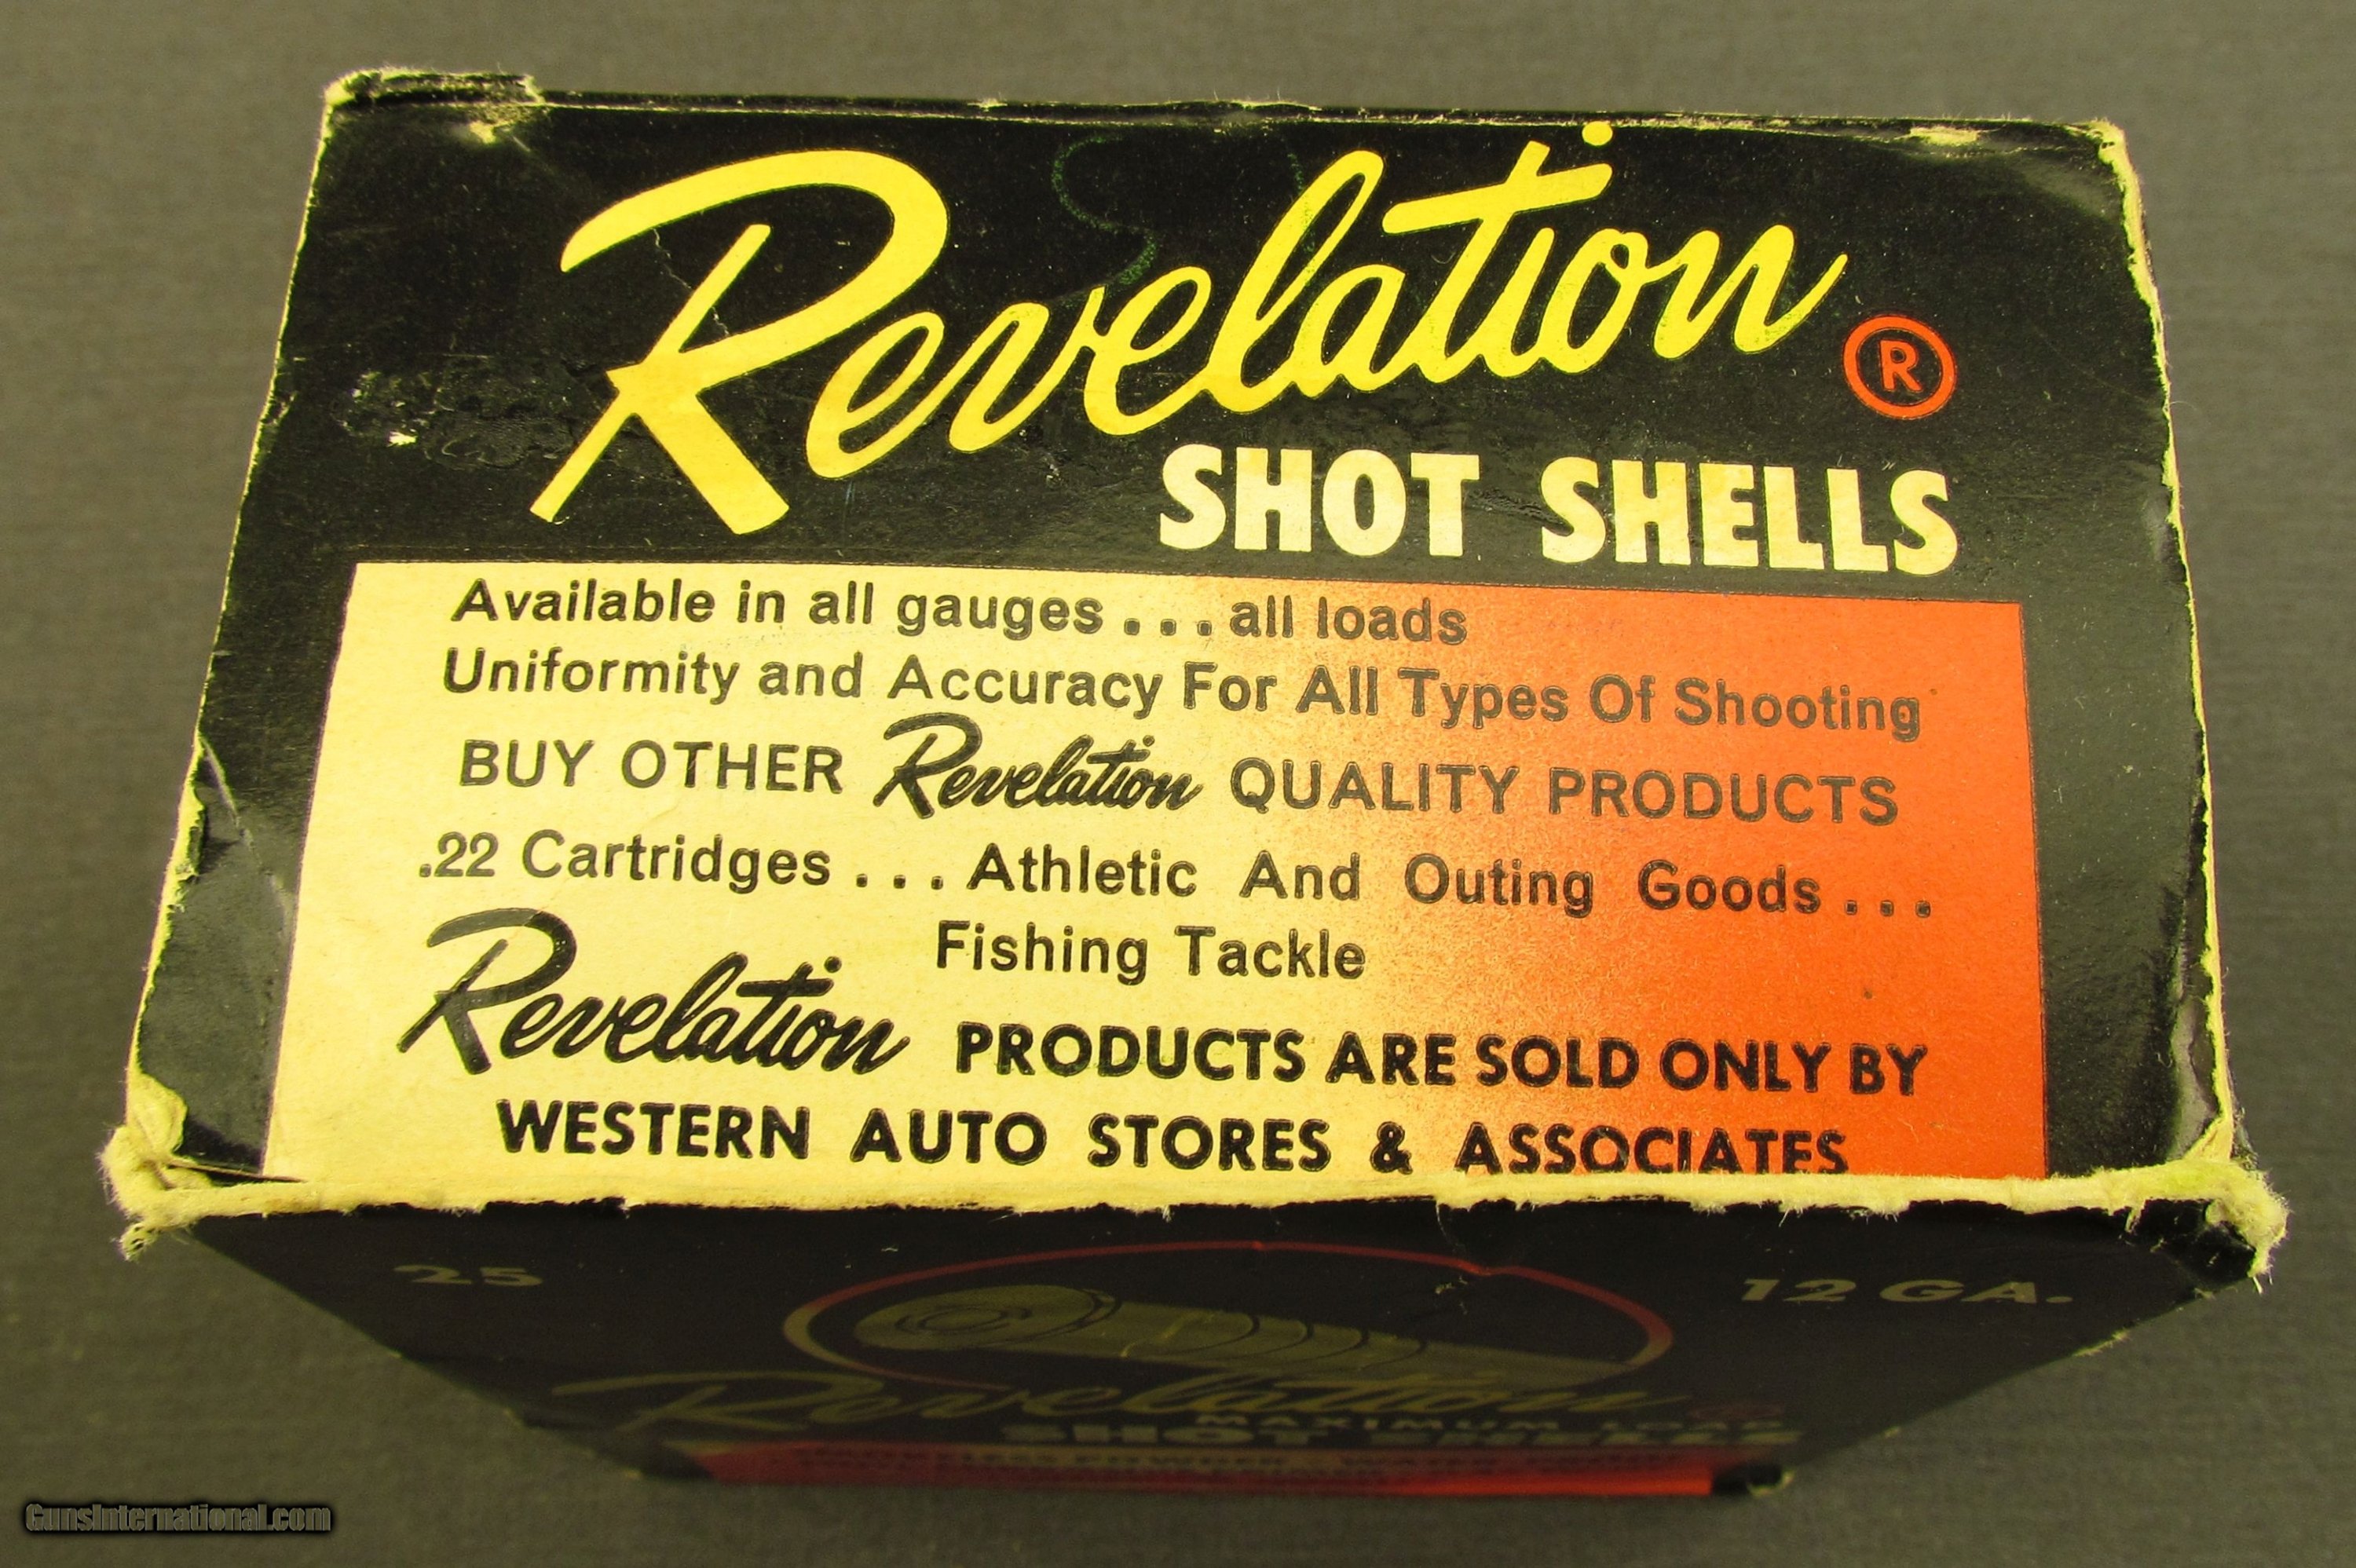 Revelation ®
SHOT SHELLS
Available in all gauges . . . all loads
Uniformity and Accuracy For All Types Of Shooting
BUY OTHER Revelation QUALITY PRODUCTS
.22 Cartridges . . . Athletic And Outing Goods . . .
Fishing Tackle
Revelation PRODUCTS ARE SOLD ONLY BY
WESTERN AUTO STORES & ASSOCIATES
25
12 GA.
Revelation
MAXIMUM LOAD
SHOT SHELLS
GunsInternational.com